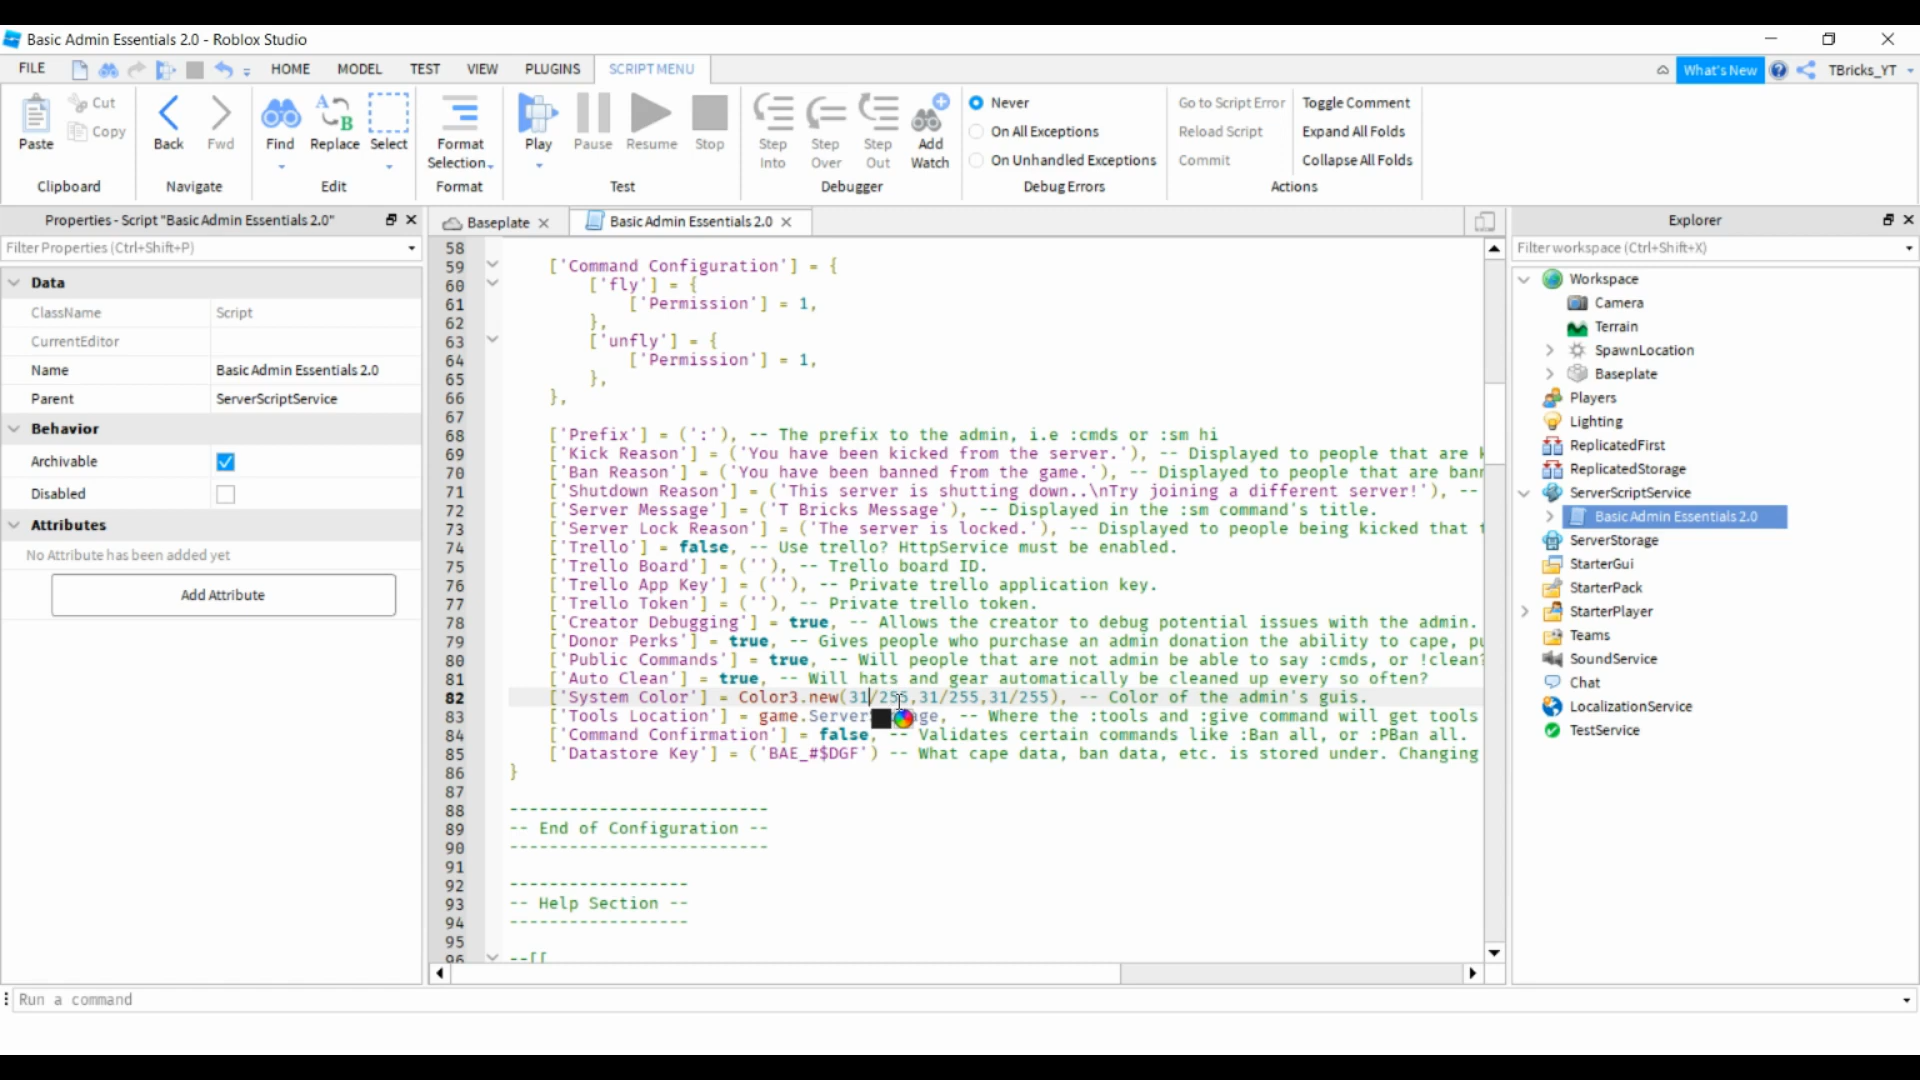 Basic Admin Essentials 2.0 - Roblox Studio
FILE HOME MODEL TEST VIEW PLUGINS SCRIPT MENU What's New TBricks_YT
Paste Cut Copy Clipboard
Back Fwd Navigate
Find Replace Select Edit
Format Selection Format
Play Pause Resume Stop Test
Step Into Step Over Step Out Add Watch Debugger
Never
On All Exceptions
On Unhandled Exceptions
Debug Errors
Go to Script Error Toggle Comment
Reload Script Expand All Folds
Commit Collapse All Folds
Actions
Properties - Script "Basic Admin Essentials 2.0"
Filter Properties (Ctrl+Shift+P)
Data
ClassName Script
CurrentEditor
Name Basic Admin Essentials 2.0
Parent ServerScriptService
Behavior
Archivable
Disabled
Attributes
No Attribute has been added yet
Add Attribute
Baseplate Basic Admin Essentials 2.0
58
59 ['Command Configuration'] = {
60 ['fly'] = {
61 ['Permission'] = 1,
62 },
63 ['unfly'] = {
64 ['Permission'] = 1,
65 },
66 },
67
68 ['Prefix'] = (':'), -- The prefix to the admin, i.e :cmds or :sm hi
69 ['Kick Reason'] = ('You have been kicked from the server.'), -- Displayed to people that are k
70 ['Ban Reason'] = ('You have been banned from the game.'), -- Displayed to people that are bann
71 ['Shutdown Reason'] = ('This server is shutting down..\nTry joining a different server!'), --
72 ['Server Message'] = ('T Bricks Message'), -- Displayed in the :sm command's title.
73 ['Server Lock Reason'] = ('The server is locked.'), -- Displayed to people being kicked that t
74 ['Trello'] = false, -- Use trello? HttpService must be enabled.
75 ['Trello Board'] = (''), -- Trello board ID.
76 ['Trello App Key'] = (''), -- Private trello application key.
77 ['Trello Token'] = (''), -- Private trello token.
78 ['Creator Debugging'] = true, -- Allows the creator to debug potential issues with the admin.
79 ['Donor Perks'] = true, -- Gives people who purchase an admin donation the ability to cape, pu
80 ['Public Commands'] = true, -- Will people that are not admin be able to say :cmds, or !clean?
81 ['Auto Clean'] = true, -- Will hats and gear automatically be cleaned up every so often?
82 ['System Color'] = Color3.new(31/255,31/255,31/255), -- Color of the admin's guis.
83 ['Tools Location'] = game.Server age, -- Where the :tools and :give command will get tools
84 ['Command Confirmation'] = false, -- Validates certain commands like :Ban all, or :PBan all.
85 ['Datastore Key'] = ('BAE_#$DGF') -- What cape data, ban data, etc. is stored under. Changing
86 }
87
88 --------------------------
89 -- End of Configuration --
90 --------------------------
91
92 ------------------
93 -- Help Section --
94 ------------------
95
96 --[[
Run a command
Explorer
Filter workspace (Ctrl+Shift+X)
Workspace
Camera
Terrain
SpawnLocation
Baseplate
Players
Lighting
ReplicatedFirst
ReplicatedStorage
ServerScriptService
Basic Admin Essentials 2.0
ServerStorage
StarterGui
StarterPack
StarterPlayer
Teams
SoundService
Chat
LocalizationService
TestService